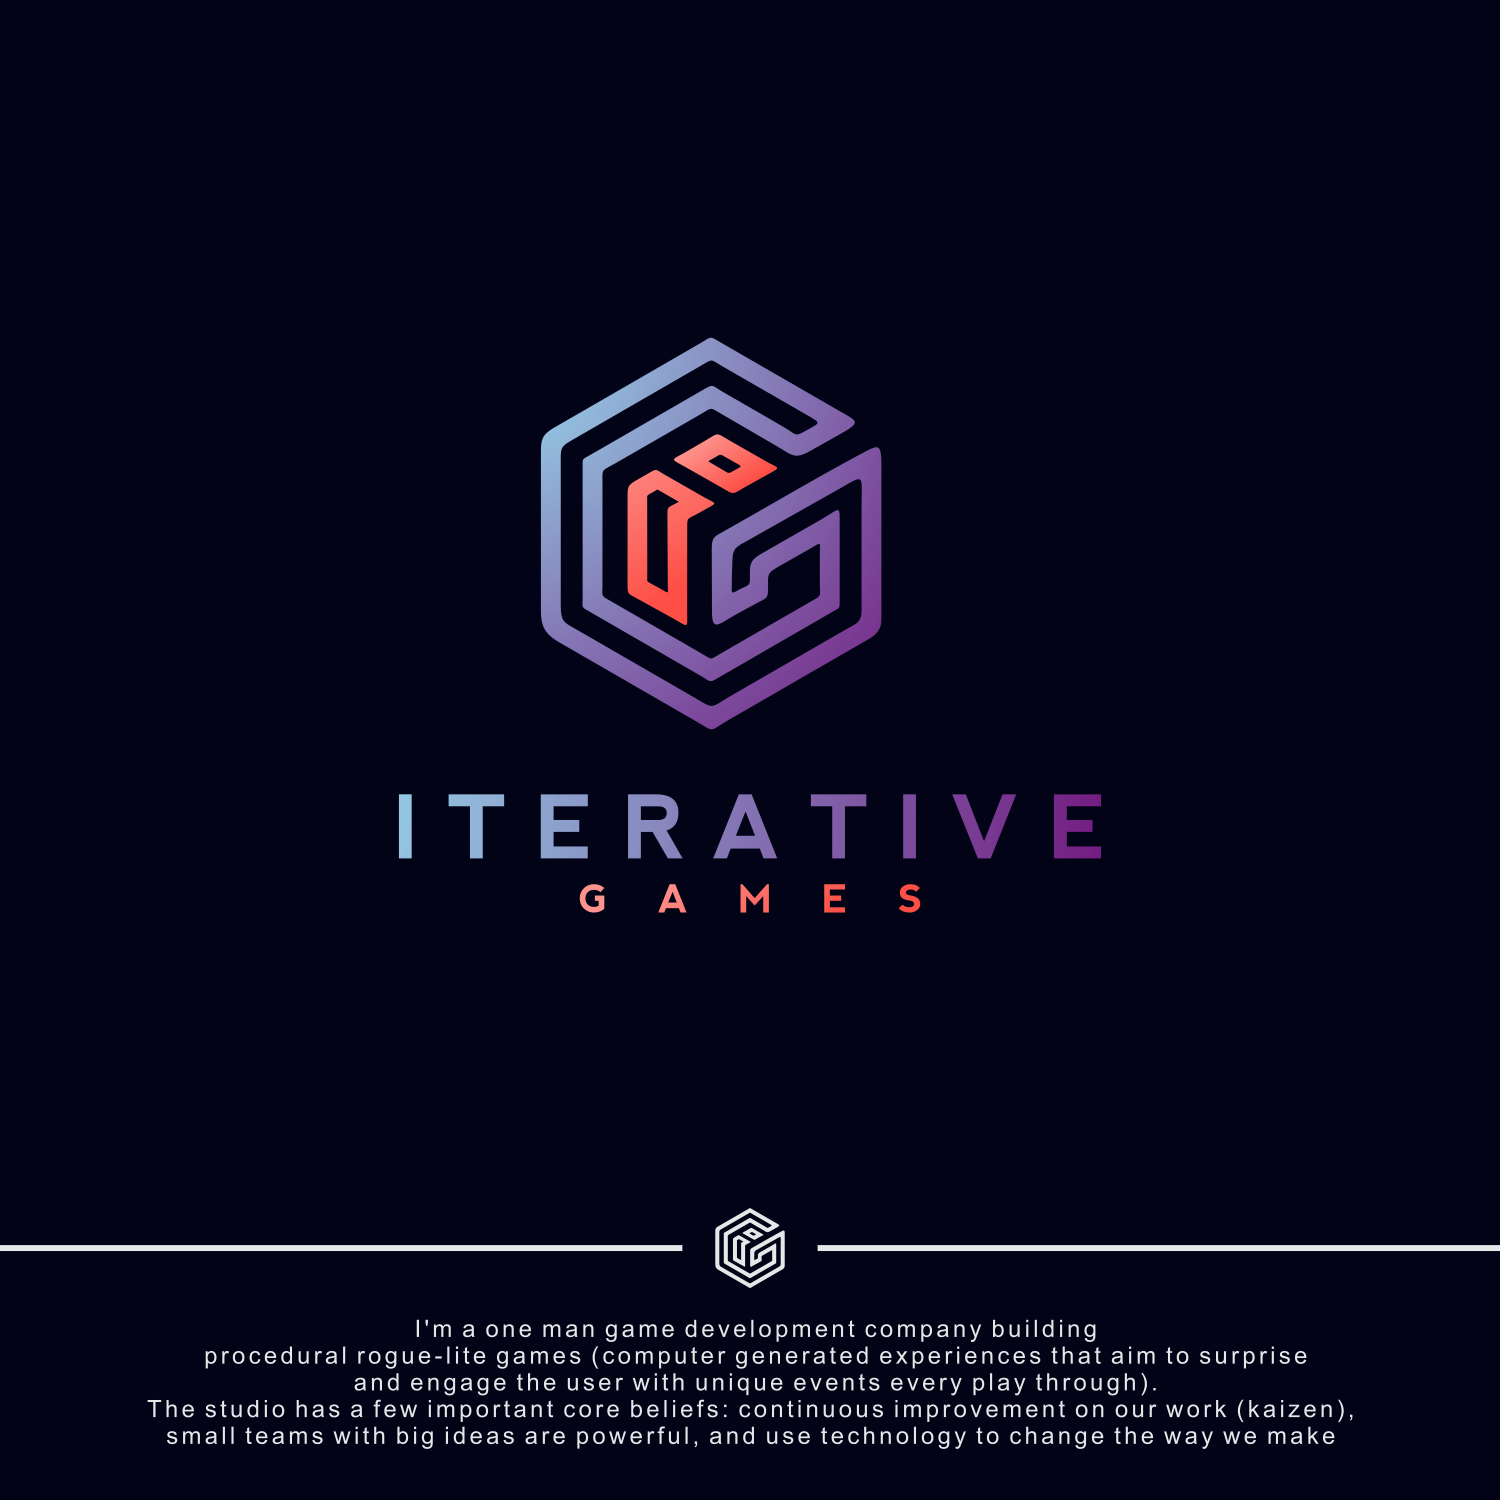 ITERATIVE
GAMES
I'm a one man game development company building
procedural rogue-lite games (computer generated experiences that aim to surprise
and engage the user with unique events every play through).
The studio has a few important core beliefs: continuous improvement on our work (kaizen),
small teams with big ideas are powerful, and use technology to change the way we make